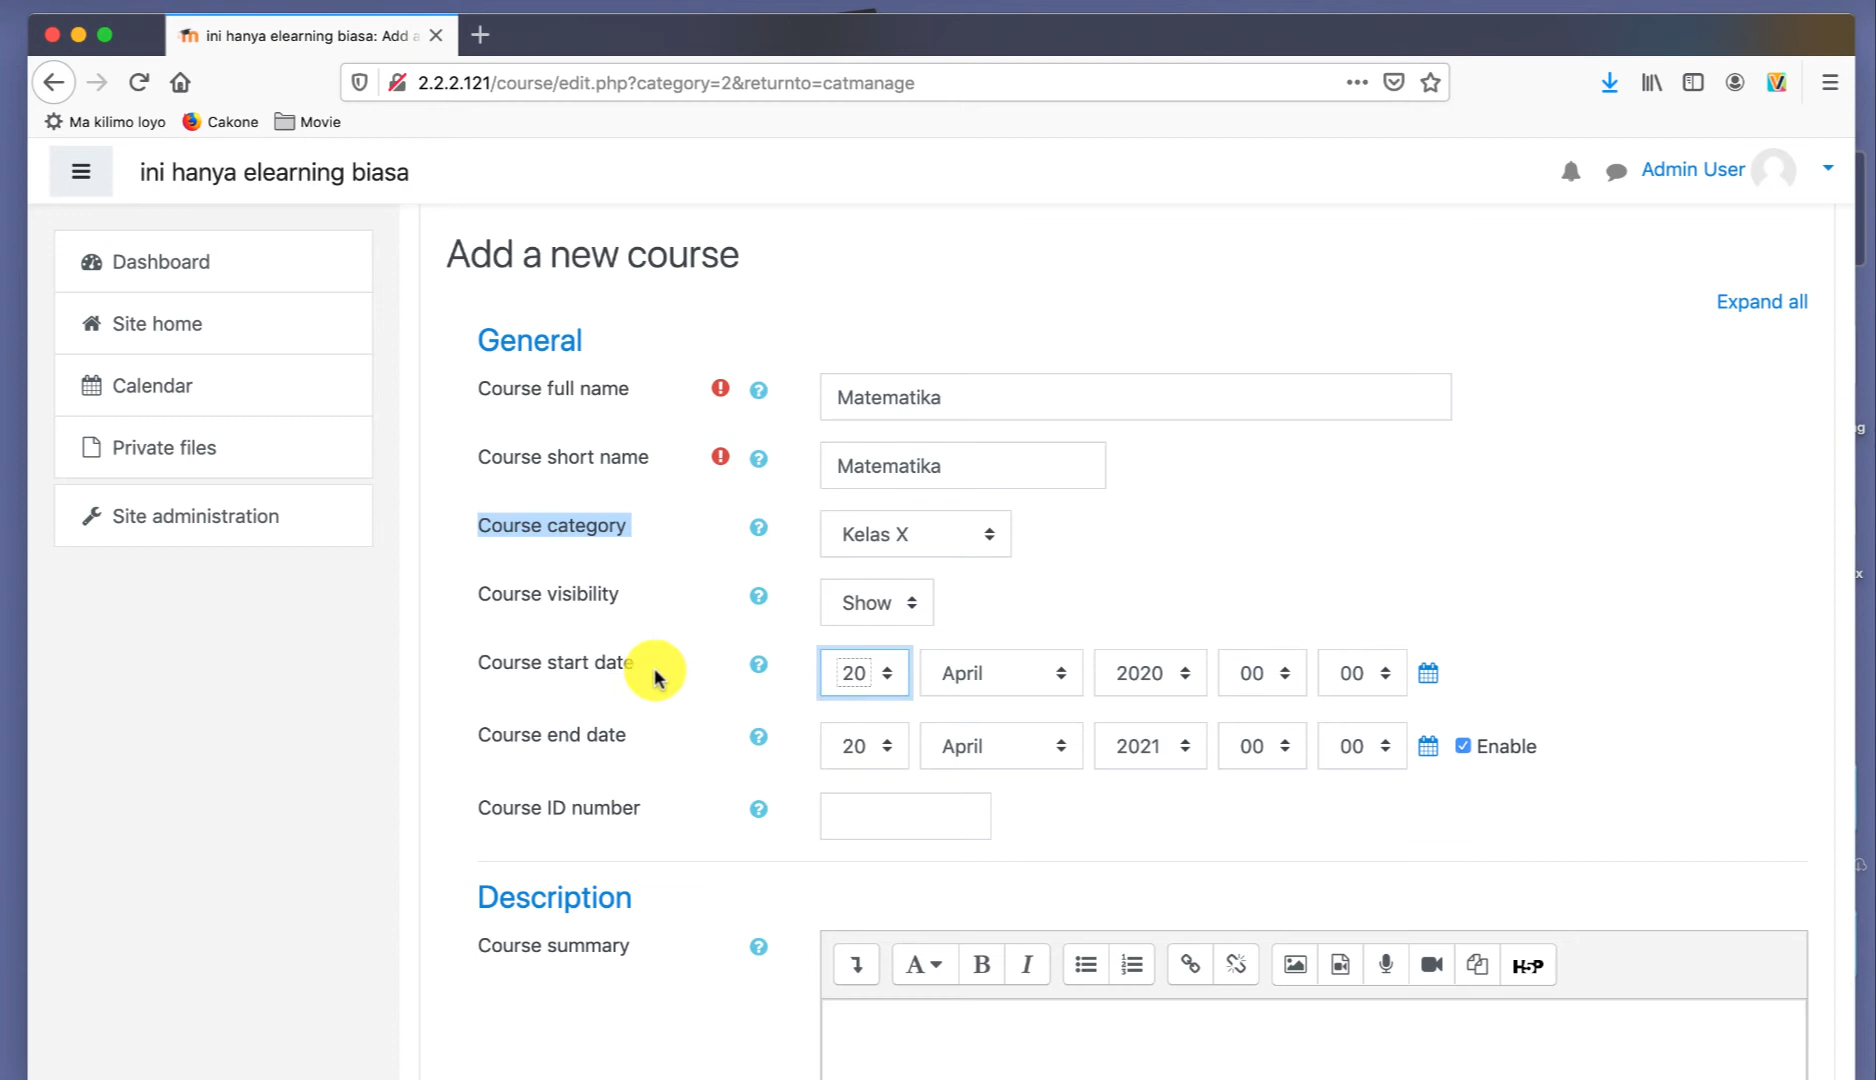 ini hanya elearning biasa: Add a
2.2.2.121/course/edit.php?category=2&returnto=catmanage
Ma kilimo loyo Cakone Movie
ini hanya elearning biasa
Admin User
Dashboard
Site home
Calendar
Private files
Site administration
Add a new course
Expand all
General
Course full name Matematika
Course short name Matematika
Course category Kelas X
Course visibility Show
Course start date 20 April 2020 00 00
Course end date 20 April 2021 00 00 Enable
Course ID number
Description
Course summary
A B I H5P